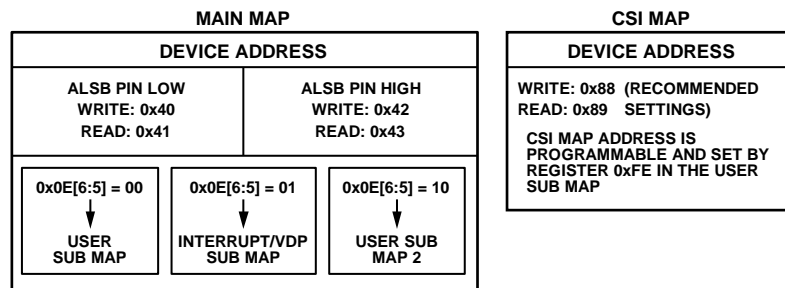 MAIN MAP
DEVICE ADDRESS
ALSB PIN LOW
WRITE: 0x40
READ: 0x41
ALSB PIN HIGH
WRITE: 0x42
READ: 0x43
0x0E[6:5] = 00
USER
SUB MAP
0x0E[6:5] = 01
INTERRUPT/VDP
SUB MAP
0x0E[6:5] = 10
USER SUB
MAP 2
CSI MAP
DEVICE ADDRESS
WRITE: 0x88 (RECOMMENDED
READ: 0x89 SETTINGS)
CSI MAP ADDRESS IS
PROGRAMMABLE AND SET BY
REGISTER 0xFE IN THE USER
SUB MAP